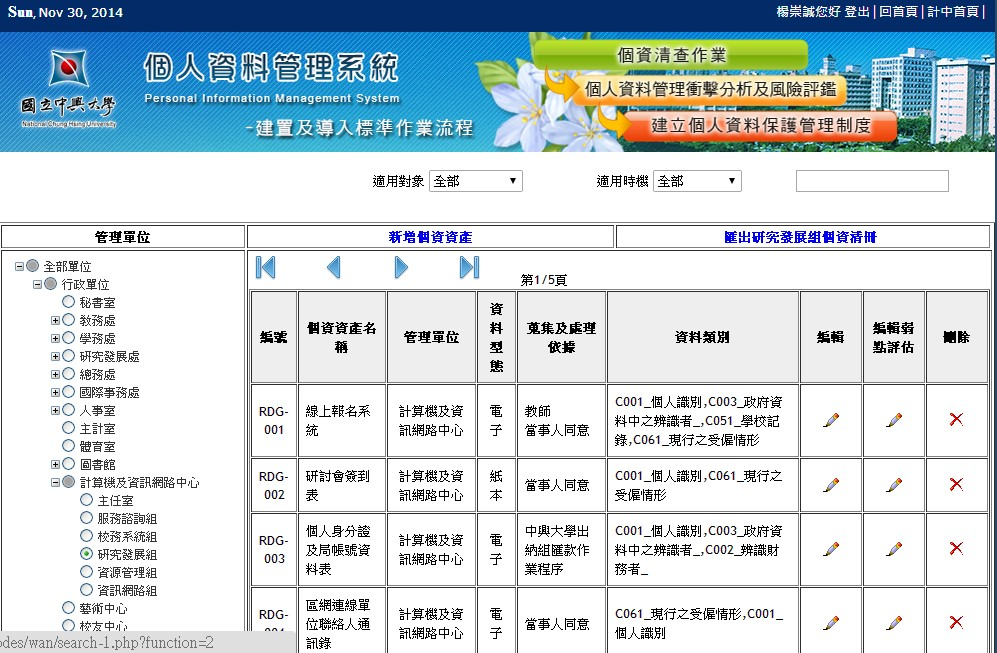 Sun, Nov 30, 2014
楊崇誠您好 登出 | 回首頁 | 計中首頁 |
國立中興大學
National Chung Hsing University
個人資料管理系統
Personal Information Management System
-建置及導入標準作業流程
個資清查作業
個人資料管理衝擊分析及風險評鑑
建立個人資料保護管理制度
適用對象 全部 適用時機 全部
管理單位 新增個資資產 匯出研究發展組個資清冊
全部單位
行政單位
秘書室
教務處
學務處
研究發展處
總務處
國際事務處
人事室
主計室
體育室
圖書館
計算機及資訊網路中心
主任室
服務諮詢組
校務系統組
研究發展組
資源管理組
資訊網路組
藝術中心
校友中心
odes/wan/search-1.php?function=2
第1/5頁
編號 個資資產名稱 管理單位 資料型態 蒐集及處理依據 資料類別 編輯 編輯弱點評估 刪除
RDG-001 線上報名系統 計算機及資訊網路中心 電子 教師 當事人同意 C001_個人識別,C003_政府資料中之辨識者_,C051_學校記錄,C061_現行之受僱情形
RDG-002 研討會簽到表 計算機及資訊網路中心 紙本 當事人同意 C001_個人識別,C061_現行之受僱情形
RDG-003 個人身分證及局帳號資料表 計算機及資訊網路中心 電子 中興大學出納組匯款作業程序 C001_個人識別,C003_政府資料中之辨識者_,C002_辨識財務者_
RDG-004 區網連線單位聯絡人通訊錄 計算機及資訊網路中心 電子 當事人同意 C061_現行之受僱情形,C001_個人識別